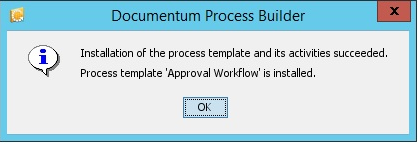 Documentum Process Builder
x
Installation of the process template and its activities succeeded.
Process template 'Approval Workflow' is installed.
OK